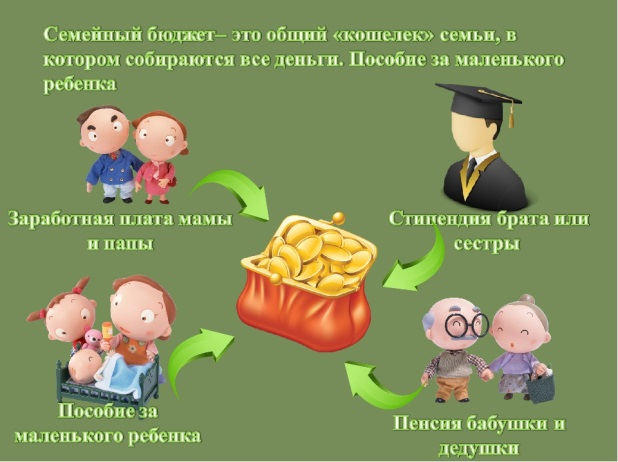 Семейный бюджет– это общий «кошелек» семьи, в
котором собираются все деньги. Пособие за маленького
ребенка
Заработная плата мамы
и папы
Стипендия брата или
сестры
Пособие за
маленького ребенка
Пенсия бабушки и
дедушки